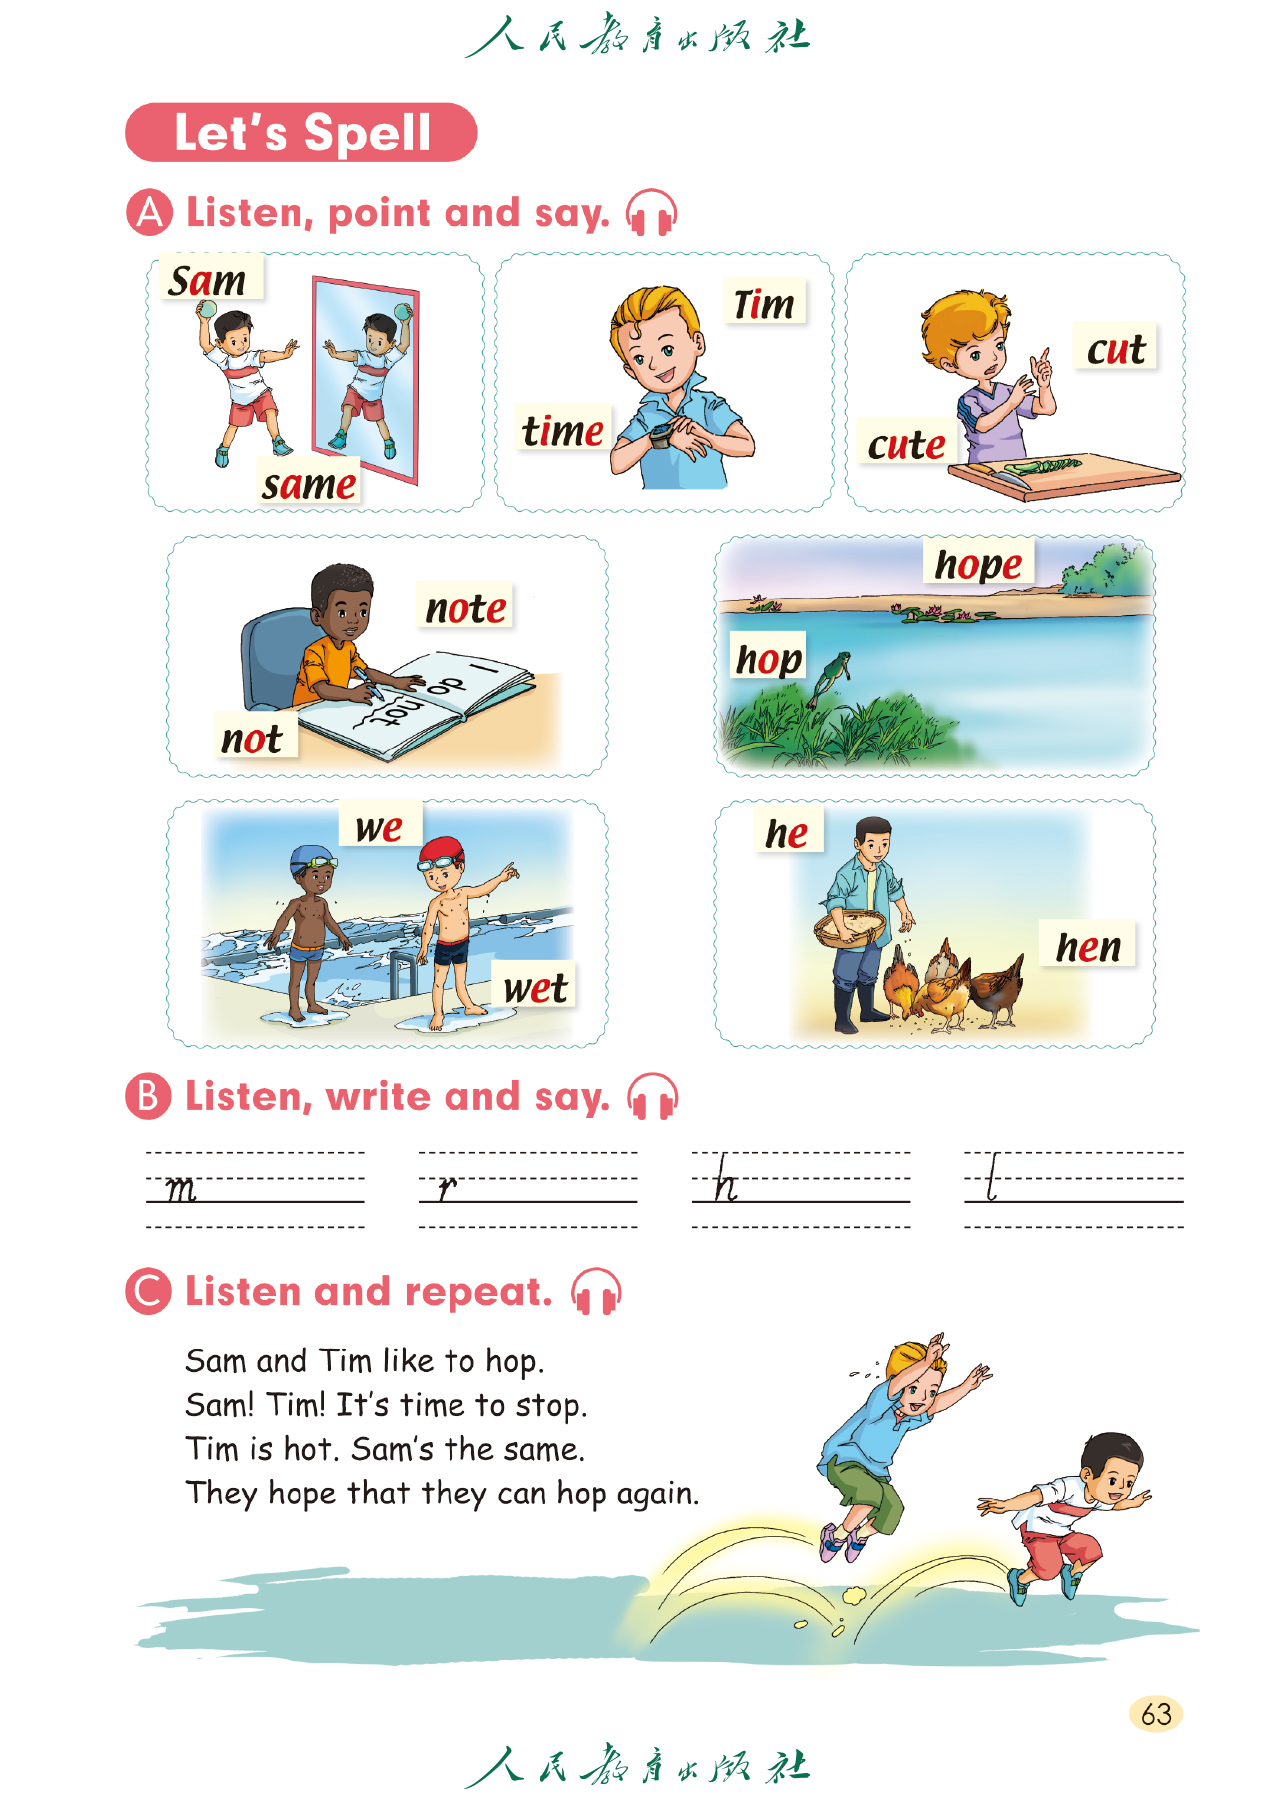 人民教育出版社
Let's Spell
A Listen, point and say.
Sam
same
Tim
time
cut
cute
note
not
I do not
hope
hop
we
wet
he
hen
B Listen, write and say.
m r h l
C Listen and repeat.
Sam and Tim like to hop.
Sam! Tim! It's time to stop.
Tim is hot. Sam's the same.
They hope that they can hop again.
63
人民教育出版社